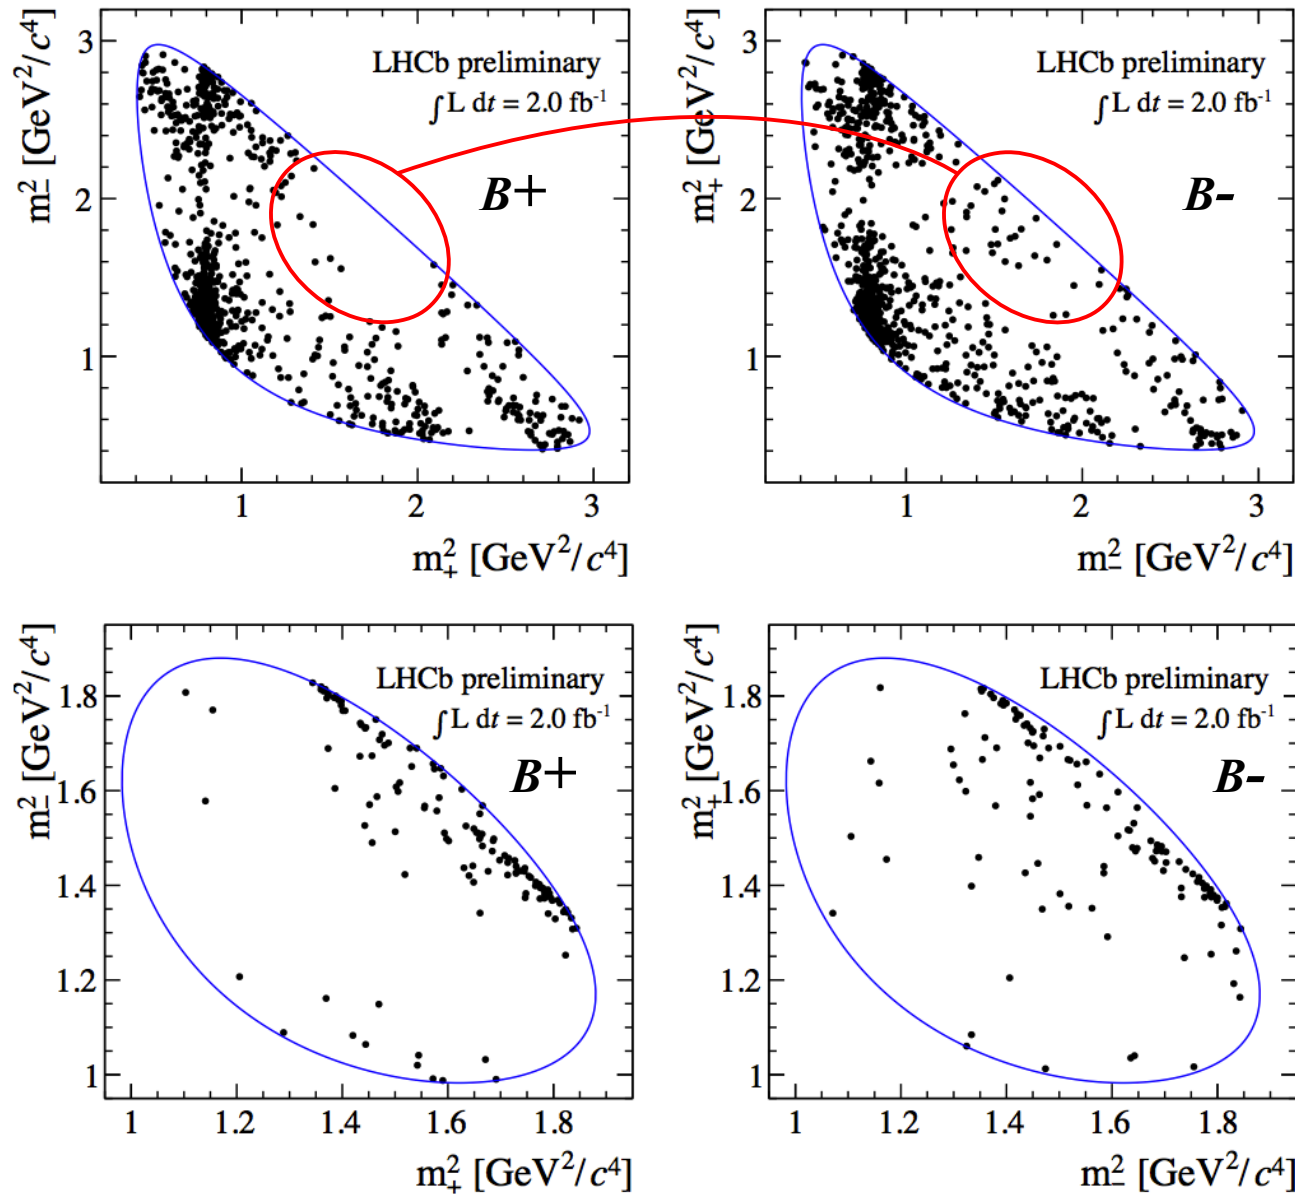 m²₋ [GeV²/c⁴]
3
2
1
LHCb preliminary
∫L dt = 2.0 fb⁻¹
B+
1 2 3
m²₊ [GeV²/c⁴]
m²₊ [GeV²/c⁴]
3
2
1
LHCb preliminary
∫L dt = 2.0 fb⁻¹
B-
1 2 3
m²₋ [GeV²/c⁴]
m²₋ [GeV²/c⁴]
1.8
1.6
1.4
1.2
1
LHCb preliminary
∫L dt = 2.0 fb⁻¹
B+
1 1.2 1.4 1.6 1.8
m²₊ [GeV²/c⁴]
m²₊ [GeV²/c⁴]
1.8
1.6
1.4
1.2
1
LHCb preliminary
∫L dt = 2.0 fb⁻¹
B-
1 1.2 1.4 1.6 1.8
m²₋ [GeV²/c⁴]